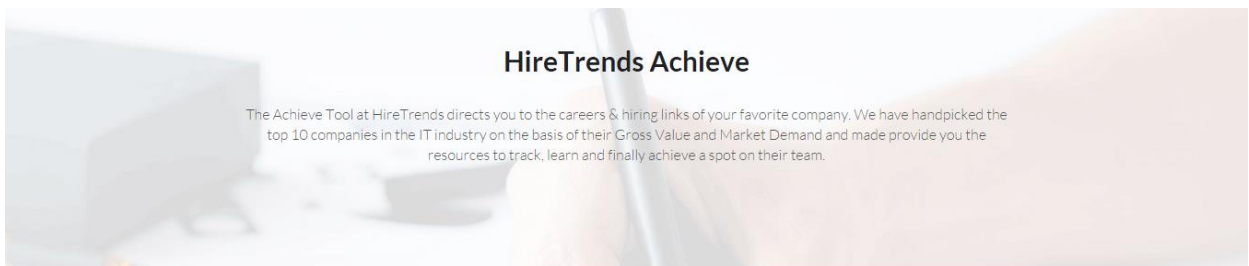 HireTrends Achieve
The Achieve Tool at HireTrends directs you to the careers & hiring links of your favorite company. We have handpicked the
top 10 companies in the IT industry on the basis of their Gross Value and Market Demand and made provide you the
resources to track, learn and finally achieve a spot on their team.